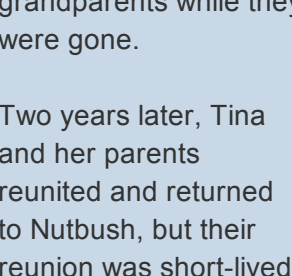 grandparents while they
were gone.
Two years later, Tina
and her parents
reunited and returned
to Nutbush, but their
reunion was short-lived